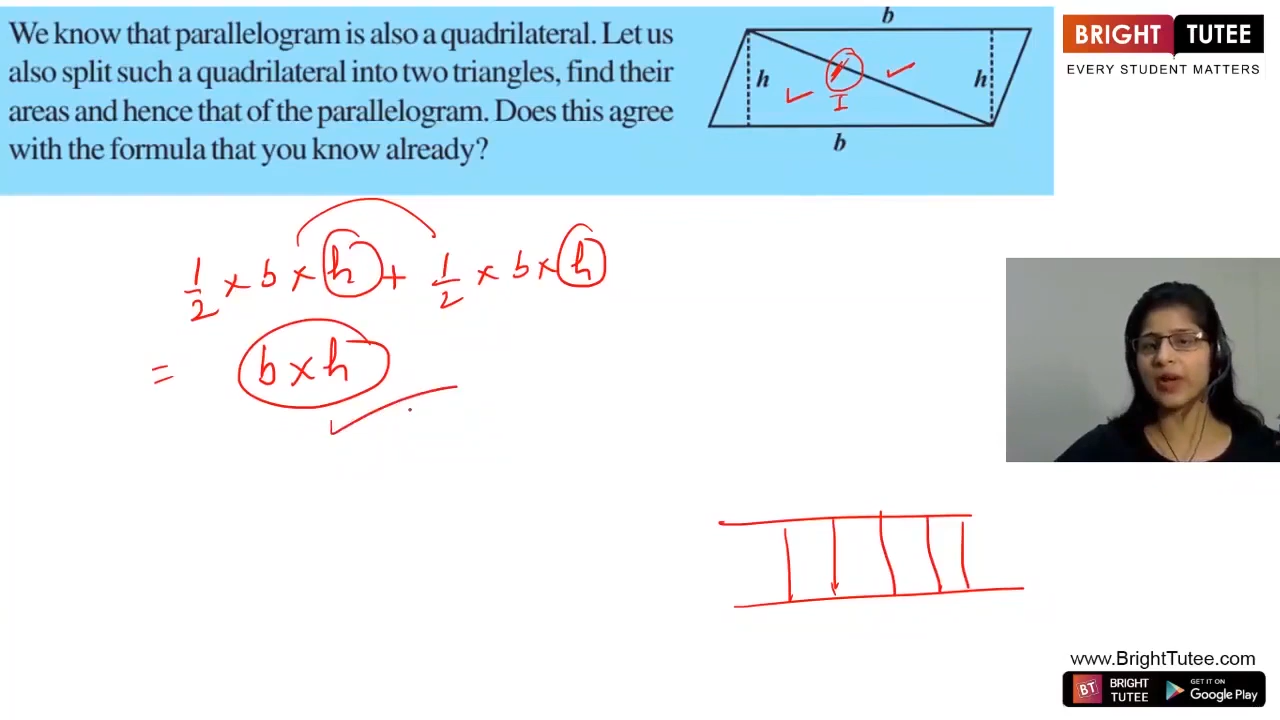 We know that parallelogram is also a quadrilateral. Let us
also split such a quadrilateral into two triangles, find their
areas and hence that of the parallelogram. Does this agree
with the formula that you know already?
b
h
h
I
b
BRIGHT TUTEE
EVERY STUDENT MATTERS
1/2 × b × h + 1/2 × b × h
= b × h
www.BrightTutee.com
BT
BRIGHT
TUTEE
GET IT ON
Google Play